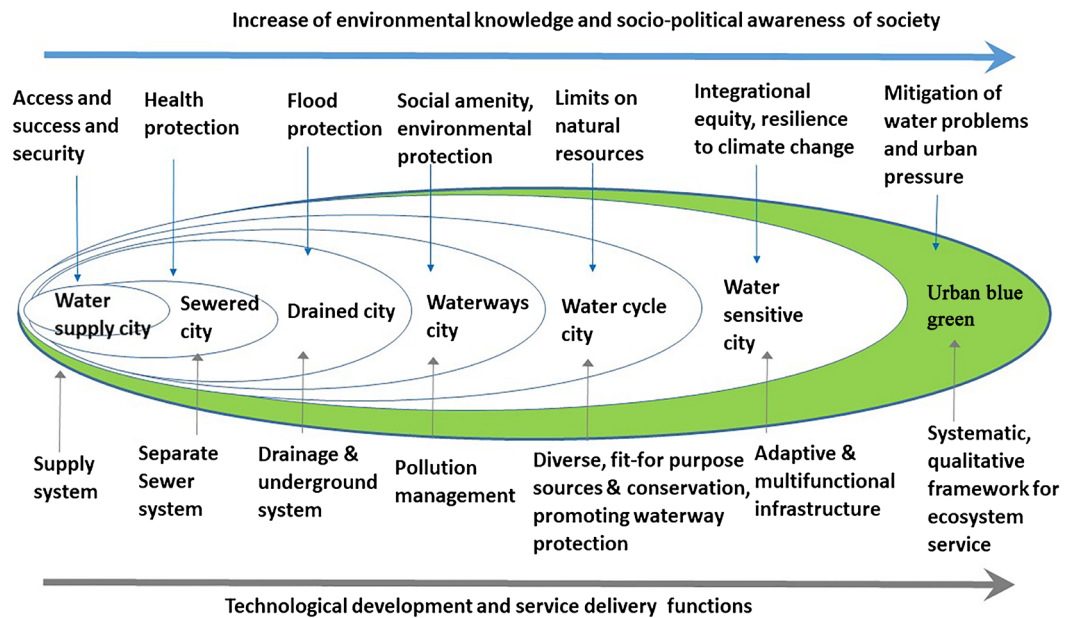 Increase of environmental knowledge and socio-political awareness of society
Access and
success and
security
Health
protection
Flood
protection
Social amenity,
environmental
protection
Limits on
natural
resources
Integrational
equity, resilience
to climate change
Mitigation of
water problems
and urban
pressure
Water
supply city
Sewered
city
Drained city
Waterways
city
Water cycle
city
Water
sensitive
city
Urban blue
green
Supply
system
Separate
Sewer
system
Drainage &
underground
system
Pollution
management
Diverse, fit-for purpose
sources & conservation,
promoting waterway
protection
Adaptive &
multifunctional
infrastructure
Systematic,
qualitative
framework for
ecosystem
service
Technological development and service delivery functions